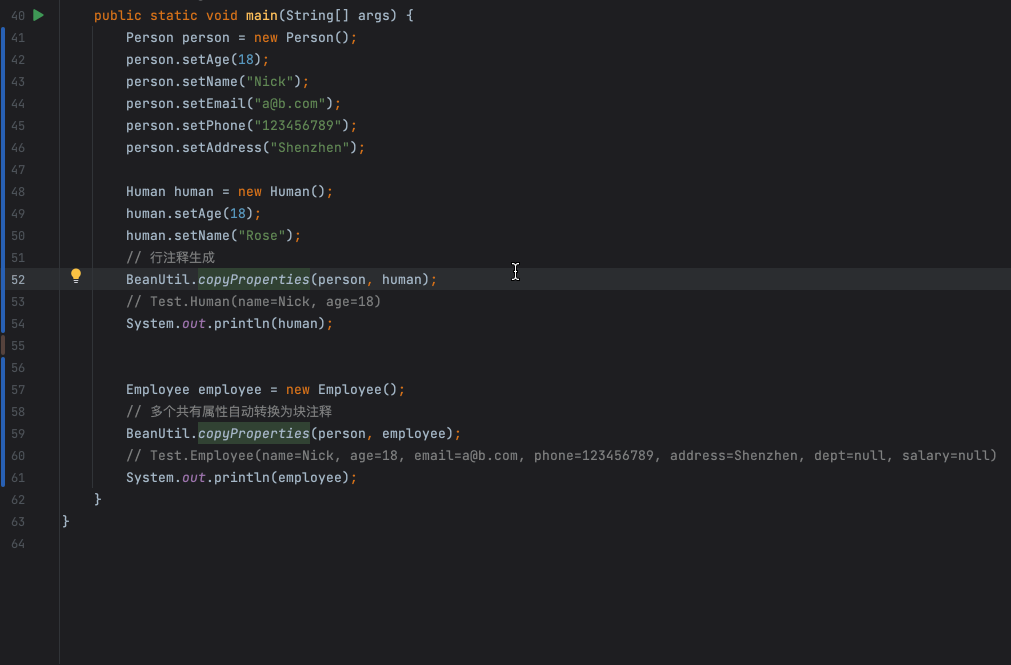 40 public static void main(String[] args) {
41 Person person = new Person();
42 person.setAge(18);
43 person.setName("Nick");
44 person.setEmail("a@b.com");
45 person.setPhone("123456789");
46 person.setAddress("Shenzhen");
47
48 Human human = new Human();
49 human.setAge(18);
50 human.setName("Rose");
51 // 行注释生成
52 BeanUtil.copyProperties(person, human);
53 // Test.Human(name=Nick, age=18)
54 System.out.println(human);
55
56
57 Employee employee = new Employee();
58 // 多个共有属性自动转换为块注释
59 BeanUtil.copyProperties(person, employee);
60 // Test.Employee(name=Nick, age=18, email=a@b.com, phone=123456789, address=Shenzhen, dept=null, salary=null)
61 System.out.println(employee);
62 }
63 }
64